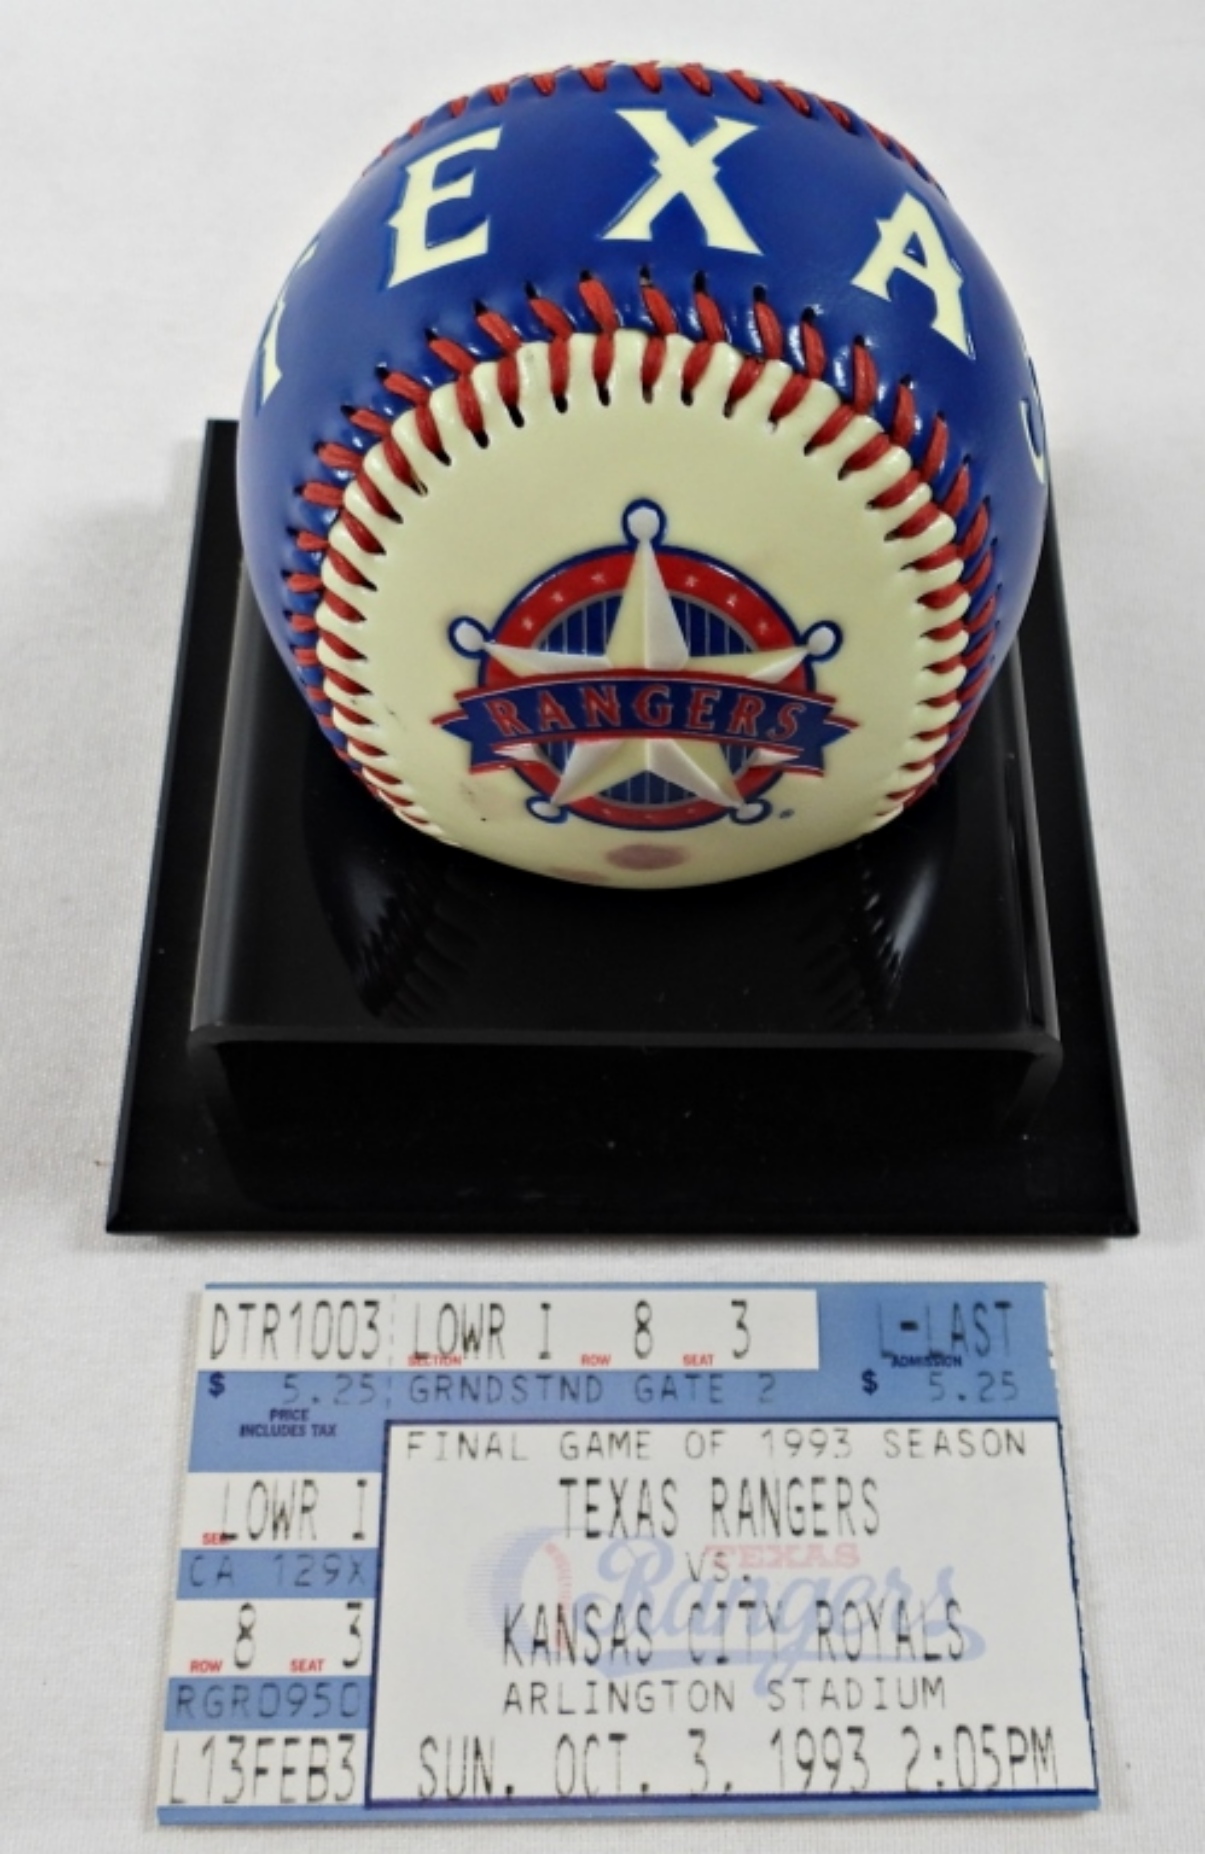 TEXAS
RANGERS
DTR1003 LOWR I 8 3 L-LAST
SECTION ROW SEAT ADMISSION
$ 5.25 GRNDSTND GATE 2 $ 5.25
PRICE
INCLUDES TAX
FINAL GAME OF 1993 SEASON
TEXAS RANGERS
VS.
KANSAS CITY ROYALS
ARLINGTON STADIUM
SUN. OCT. 3, 1993 2:05PM
TEXAS
Rangers
LOWR I
CA 129X
8 3
ROW SEAT
RGR0950
L13FEB3